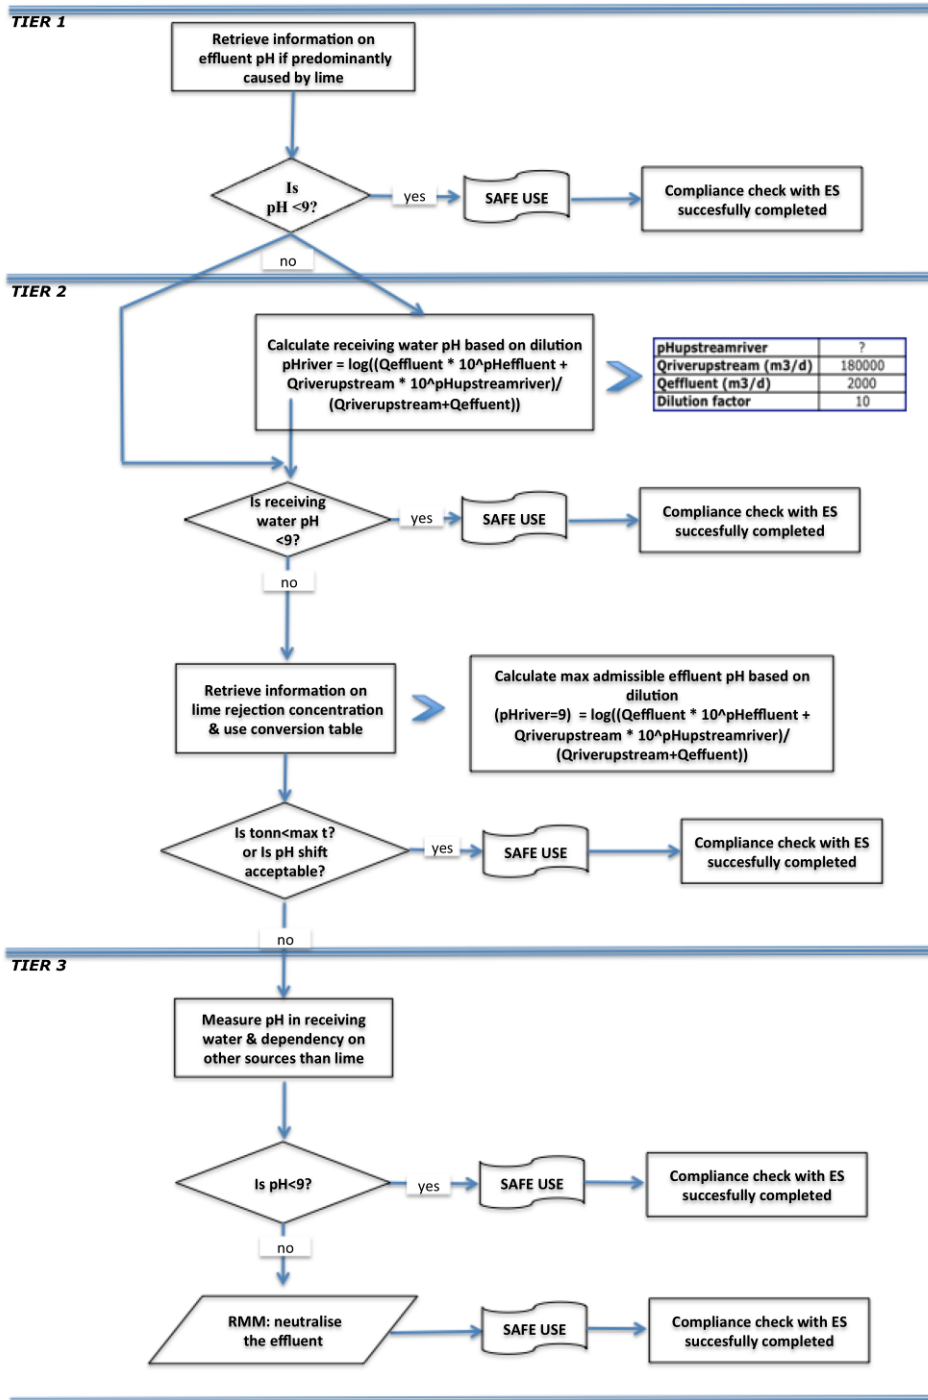 TIER 1
Retrieve information on
effluent pH if predominantly
caused by lime
Is
pH <9?
yes
SAFE USE
Compliance check with ES
succesfully completed
no
TIER 2
Calculate receiving water pH based on dilution
pHriver = log((Qeffluent * 10^pHeffluent +
Qriverupstream * 10^pHupstreamriver)/
(Qriverupstream+Qeffuent))
pHupstreamriver ?
Qriverupstream (m3/d) 180000
Qeffluent (m3/d) 2000
Dilution factor 10
Is receiving
water pH
<9?
yes
SAFE USE
Compliance check with ES
succesfully completed
no
Retrieve information on
lime rejection concentration
& use conversion table
Calculate max admissible effluent pH based on
dilution
(pHriver=9) = log((Qeffluent * 10^pHeffluent +
Qriverupstream * 10^pHupstreamriver)/
(Qriverupstream+Qeffuent))
Is tonn<max t?
or Is pH shift
acceptable?
yes
SAFE USE
Compliance check with ES
succesfully completed
no
TIER 3
Measure pH in receiving
water & dependency on
other sources than lime
Is pH<9?
yes
SAFE USE
Compliance check with ES
succesfully completed
no
RMM: neutralise
the effluent
SAFE USE
Compliance check with ES
succesfully completed